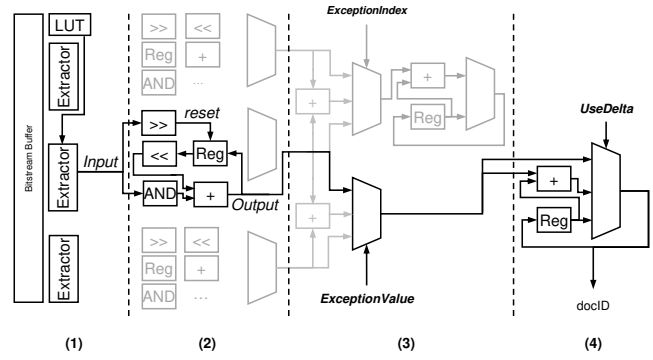 LUT
>>
<<
Reg
+
AND
...
ExceptionIndex
+
Reg
+
Extractor
Bitstream Buffer
>>
reset
UseDelta
Input
Extractor
<<
Reg
AND
+
Output
+
Reg
+
>>
<<
Reg
+
AND
...
Extractor
ExceptionValue
docID
(1)
(2)
(3)
(4)